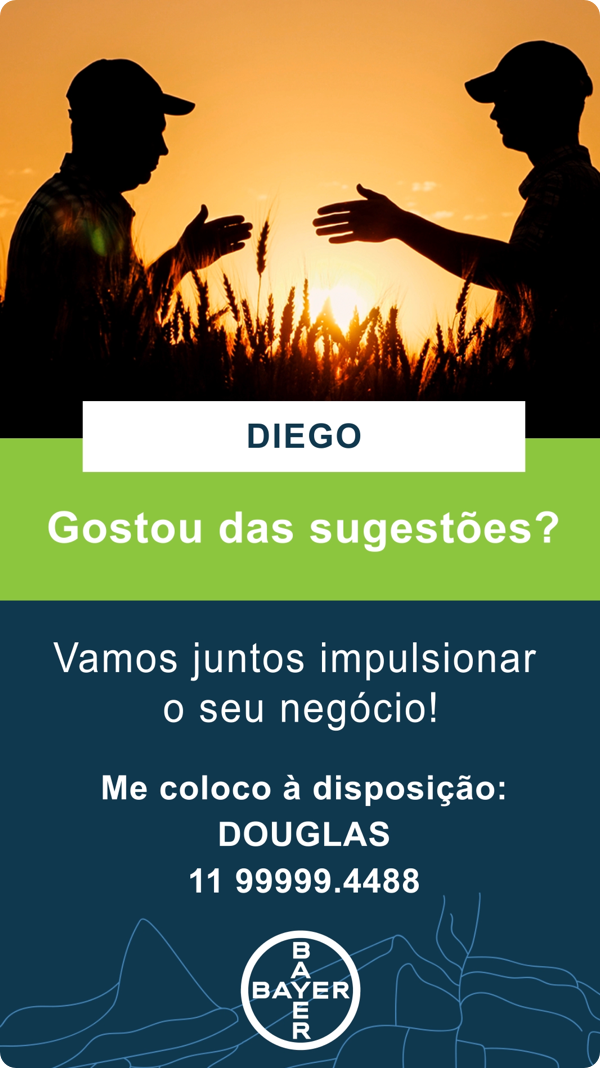 DIEGO
Gostou das sugestões?
Vamos juntos impulsionar
o seu negócio!
Me coloco à disposição:
DOUGLAS
11 99999.4488
BAYER
BAYER